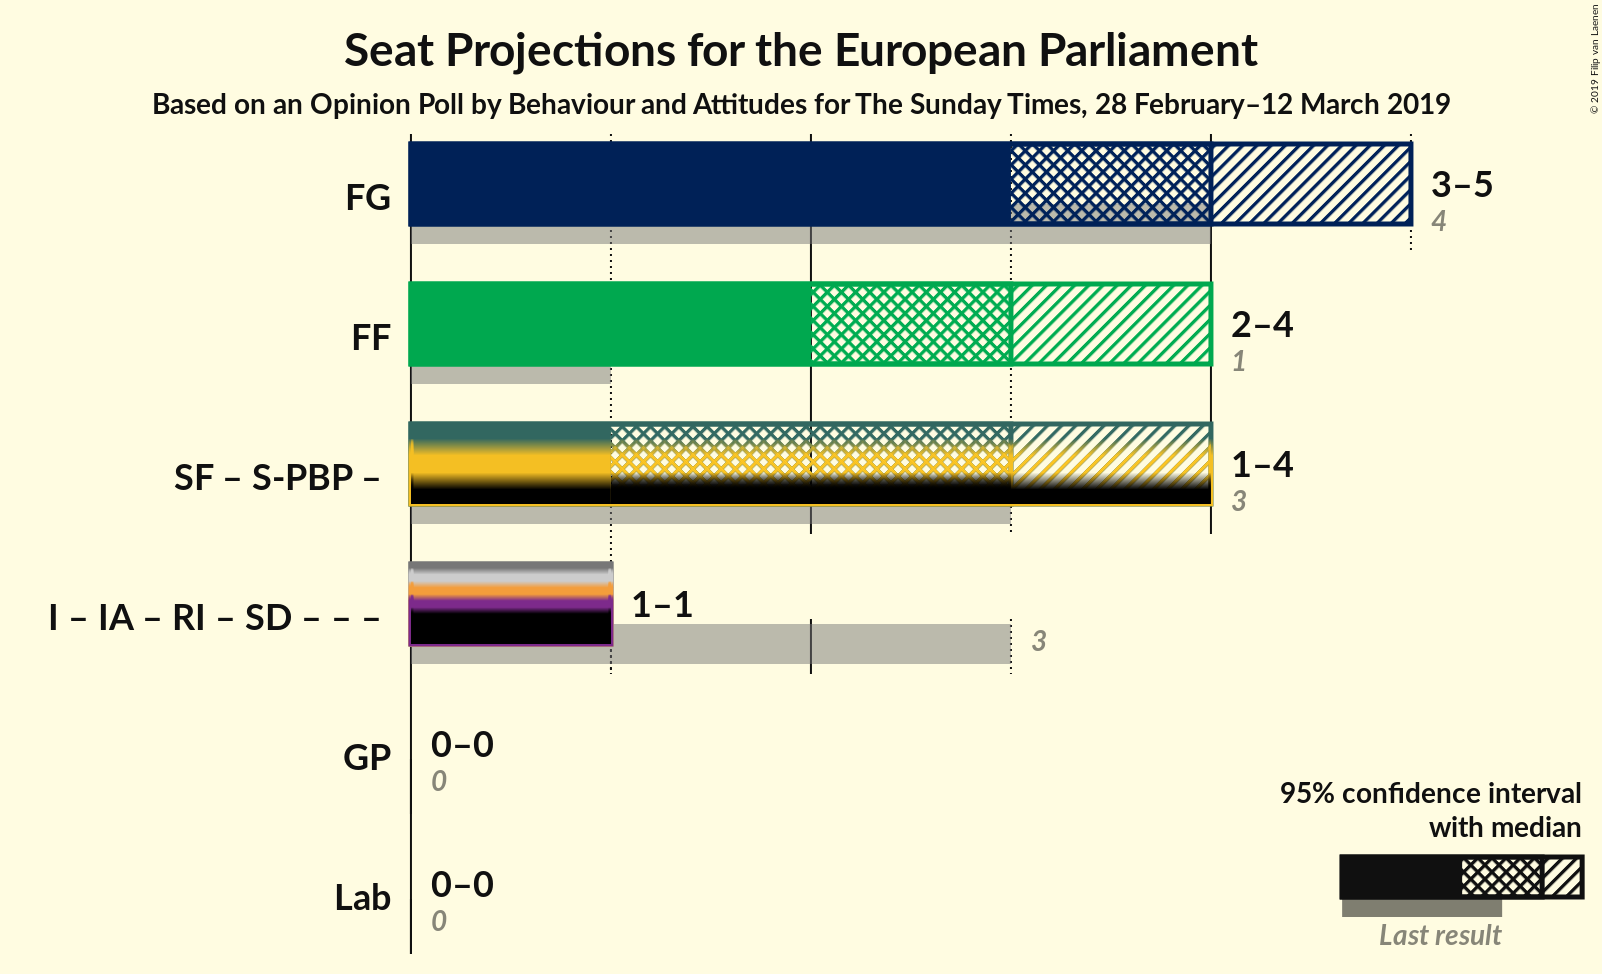 Seat Projections for the European Parliament
Based on an Opinion Poll by Behaviour and Attitudes for The Sunday Times, 28 February–12 March 2019
© 2019 Filip van Laenen
FG
3–5
4
FF
2–4
1
SF – S-PBP –
1–4
3
I – IA – RI – SD – – –
1–1
3
GP
0–0
0
Lab
0–0
0
95% confidence interval
with median
Last result